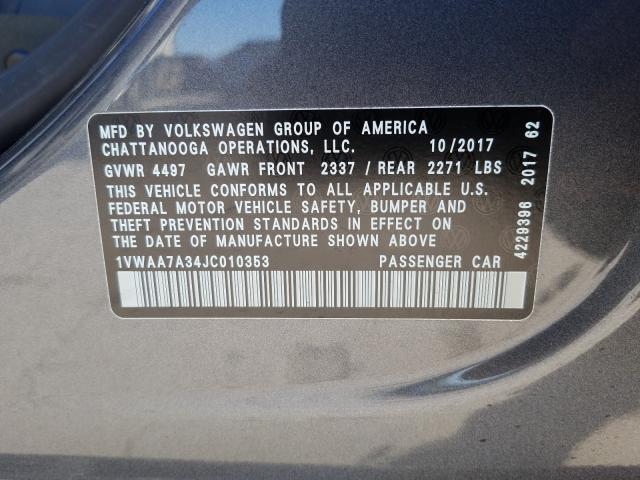 MFD BY VOLKSWAGEN GROUP OF AMERICA
CHATTANOOGA OPERATIONS, LLC. 10/2017
GVWR 4497 GAWR FRONT 2337 / REAR 2271 LBS
THIS VEHICLE CONFORMS TO ALL APPLICABLE U.S.
FEDERAL MOTOR VEHICLE SAFETY, BUMPER AND
THEFT PREVENTION STANDARDS IN EFFECT ON
THE DATE OF MANUFACTURE SHOWN ABOVE
1VWAA7A34JC010353 PASSENGER CAR
4229396 2017 62